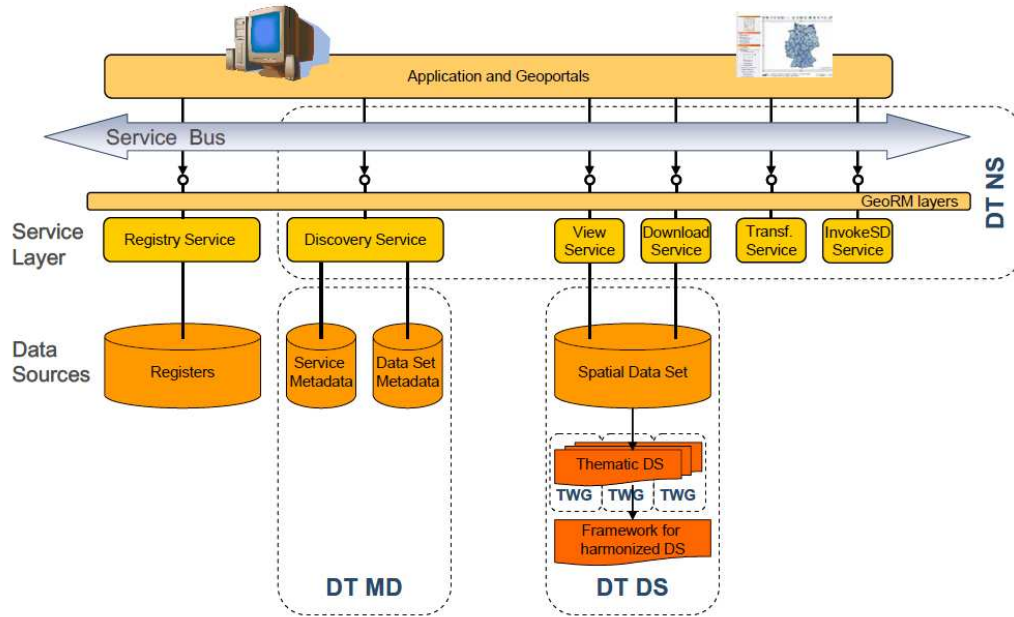 Application and Geoportals
Service Bus
DT NS
GeoRM layers
Service
Layer
Registry Service
Discovery Service
View
Service
Download
Service
Transf.
Service
InvokeSD
Service
Data
Sources
Registers
Service
Metadata
Data Set
Metadata
Spatial Data Set
Thematic DS
TWG
TWG
TWG
Framework for
harmonized DS
DT MD
DT DS